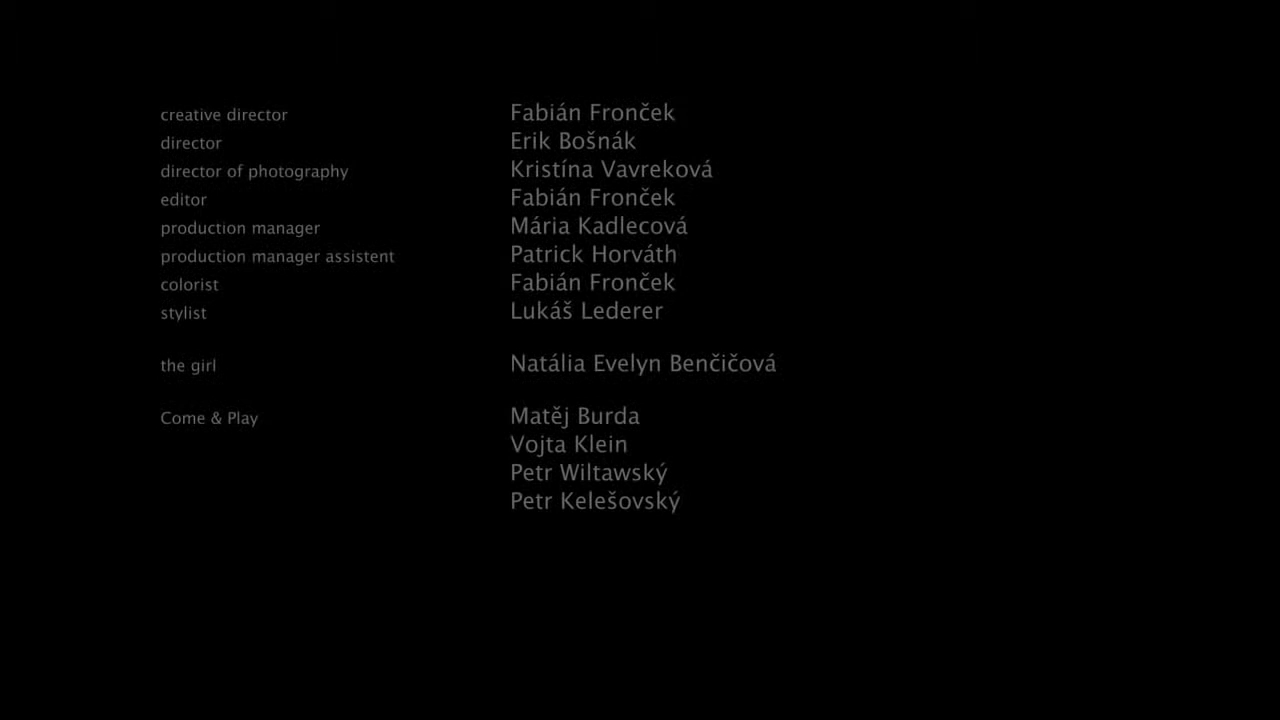 creative director Fabián Fronček
director Erik Bošnák
director of photography Kristína Vavreková
editor Fabián Fronček
production manager Mária Kadlecová
production manager assistent Patrick Horváth
colorist Fabián Fronček
stylist Lukáš Lederer
the girl Natália Evelyn Benčičová
Come & Play Matěj Burda
Vojta Klein
Petr Wiltawský
Petr Kelešovský